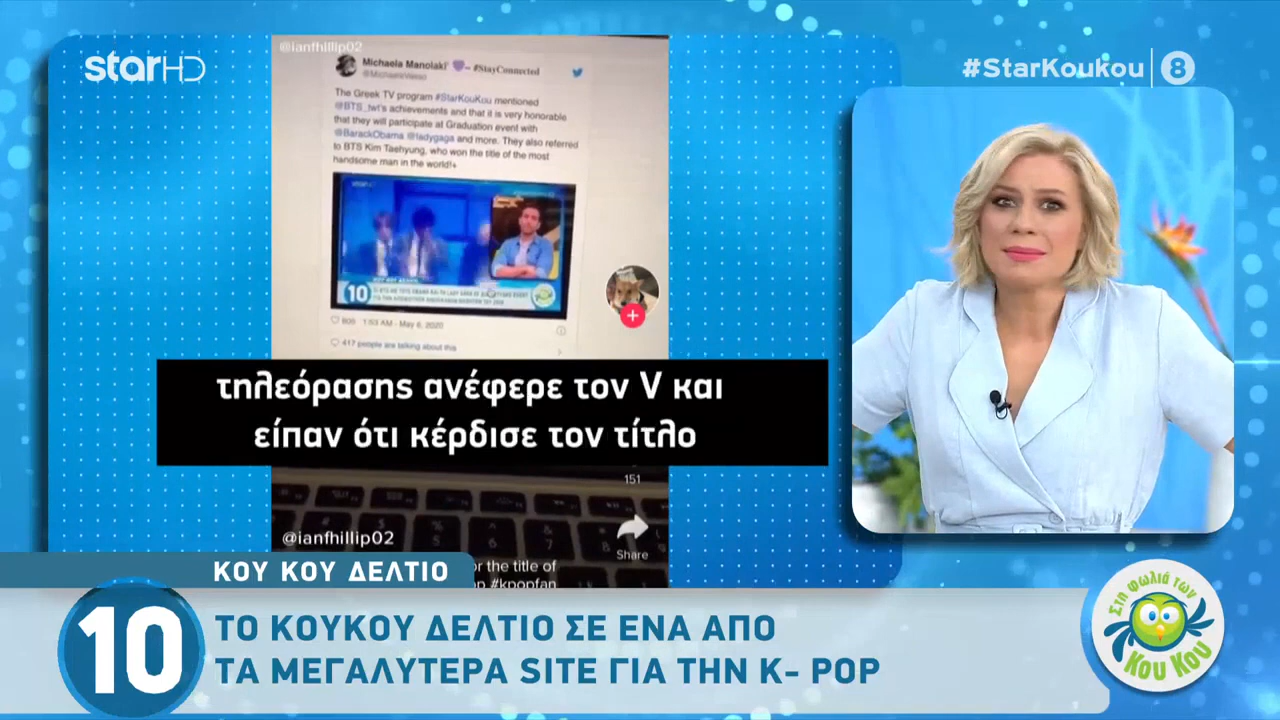 starHD
#StarKoukou 8
@ianfhillip02
Michaela Manolaki 💜~ #StayConnected
The Greek TV program #StarKouKou mentioned
@BTS_twt's achievements and that it is very honorable
that they will participate at Graduation event with
@BarackObama @ladygaga and more. They also referred
to BTS Kim Taehyung, who won the title of the most
handsome man in the world!+
10
1:53 AM - May 6, 2020
417 people are talking about this
τηλεόρασης ανέφερε τον V και
είπαν ότι κέρδισε τον τίτλο
151
Share
@ianfhillip02
or the title of
#kpopfan
ΚΟΥ ΚΟΥ ΔΕΛΤΙΟ
10
ΤΟ ΚΟΥΚΟΥ ΔΕΛΤΙΟ ΣΕ ΕΝΑ ΑΠΟ
ΤΑ ΜΕΓΑΛΥΤΕΡΑ SITE ΓΙΑ ΤΗΝ K- POP
Στη φωλιά των
Κου Κου